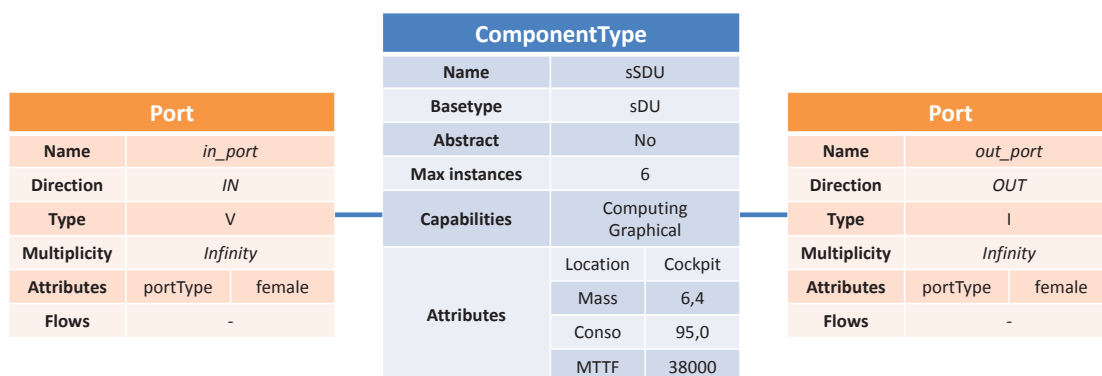 Port
Name in_port
Direction IN
Type V
Multiplicity Infinity
Attributes portType female
Flows -
ComponentType
Name sSDU
Basetype sDU
Abstract No
Max instances 6
Capabilities Computing
Graphical
Attributes
Location Cockpit
Mass 6,4
Conso 95,0
MTTF 38000
Port
Name out_port
Direction OUT
Type I
Multiplicity Infinity
Attributes portType female
Flows -